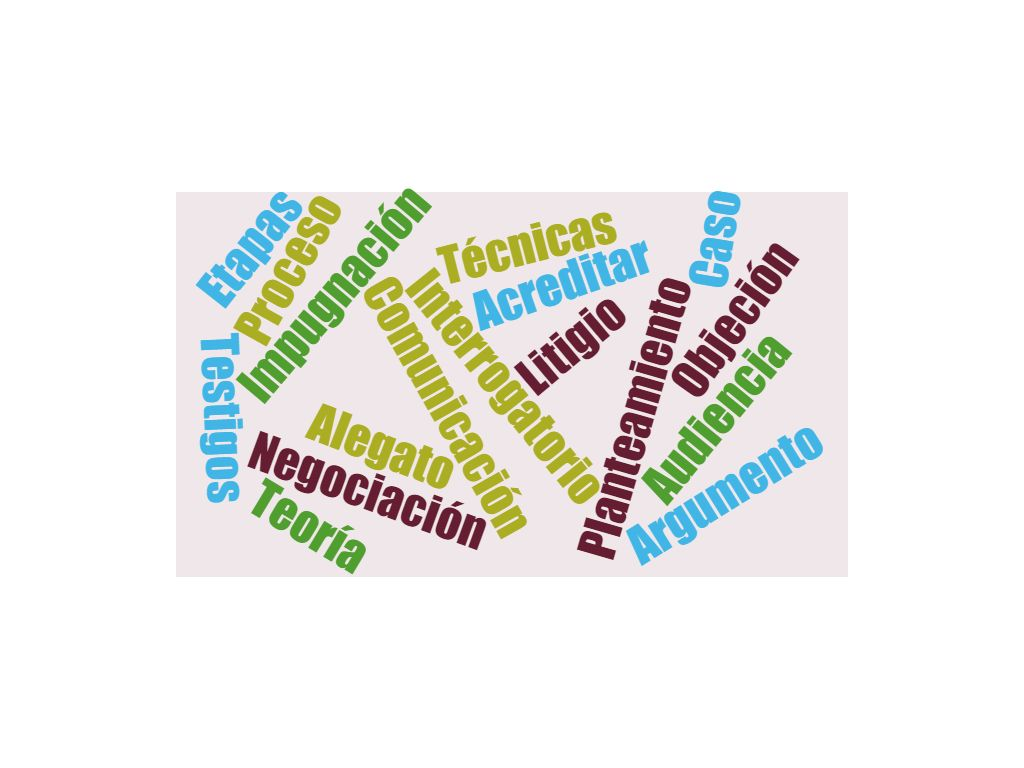 Etapas
Proceso
Impugnación
Técnicas
Acreditar
Caso
Objeción
Comunicación
Interrogatorio
Litigio
Planteamiento
Audiencia
Testigos
Alegato
Negociación
Teoría
Argumento